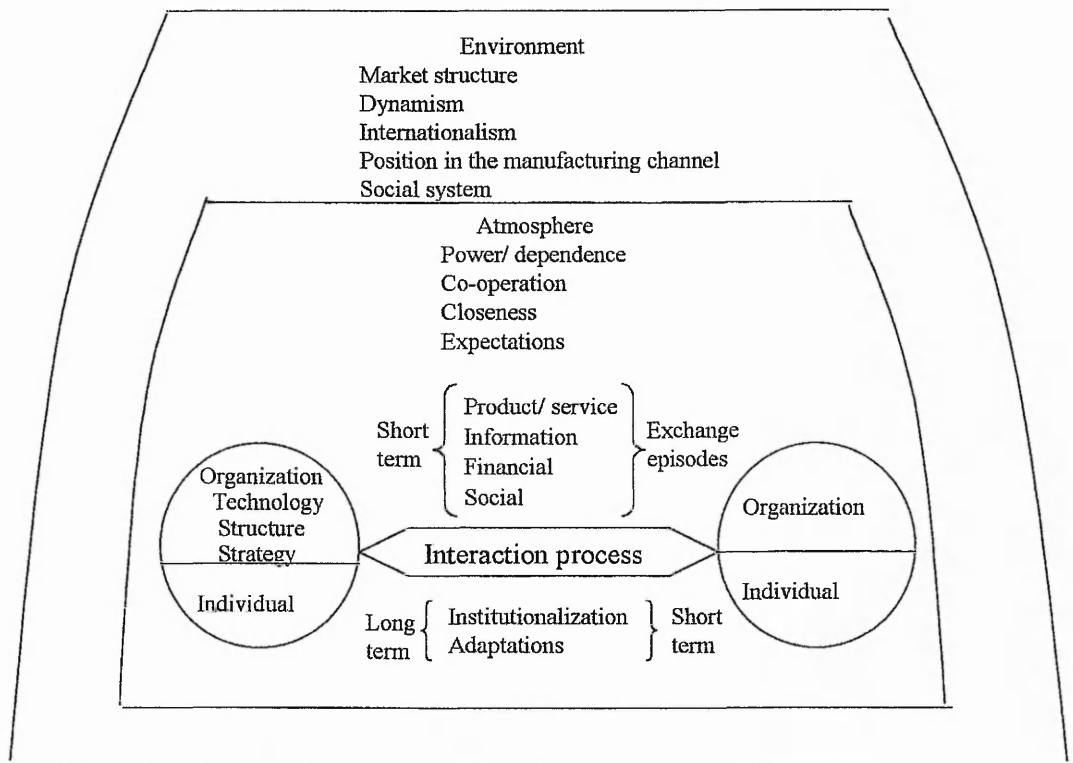 Environment
Market structure
Dynamism
Internationalism
Position in the manufacturing channel
Social system
Atmosphere
Power/ dependence
Co-operation
Closeness
Expectations
Short
term
Product/ service
Information
Financial
Social
Exchange
episodes
Organization
Technology
Structure
Strategy
Individual
Interaction process
Organization
Individual
Long
term
Institutionalization
Adaptations
Short
term